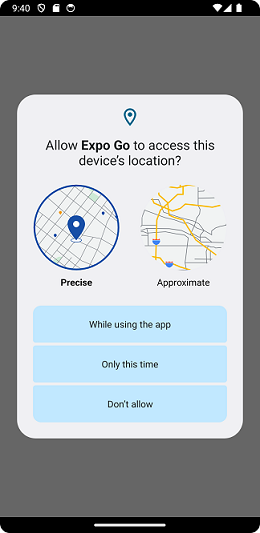 9:40
Allow Expo Go to access this
device's location?
Precise
Approximate
While using the app
Only this time
Don't allow